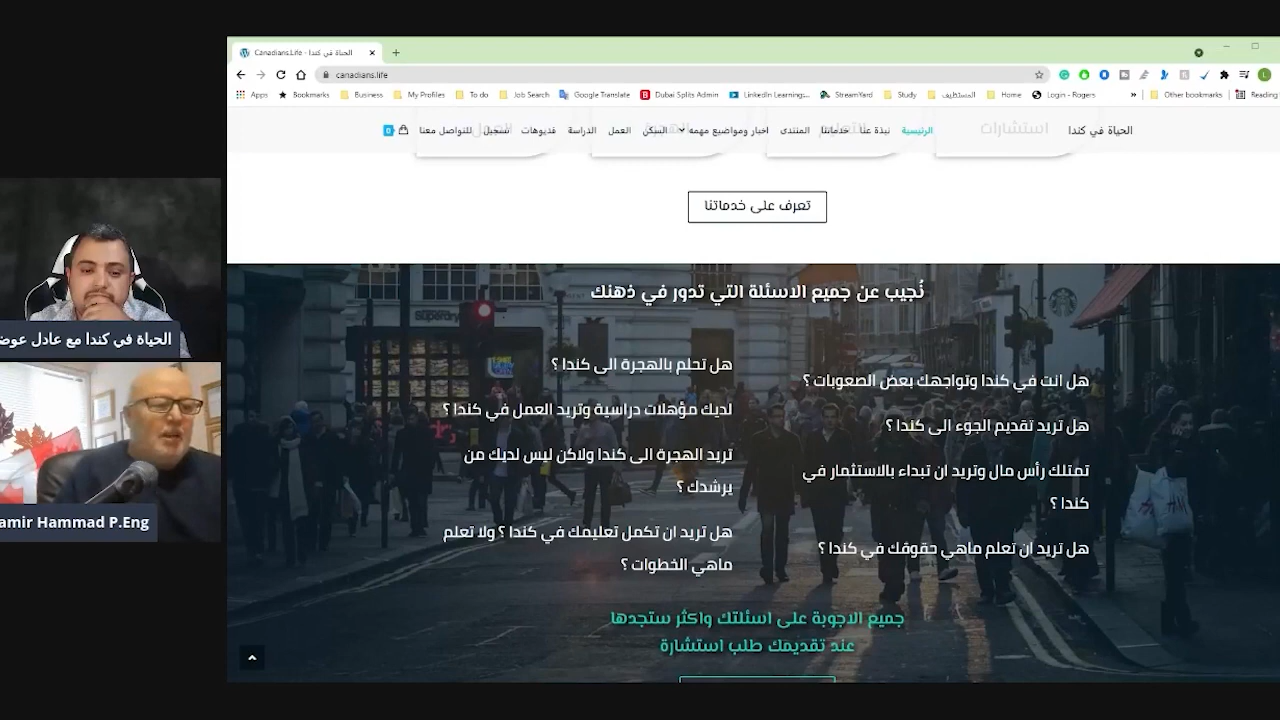 Canadians.Life - الحياة في كندا
canadians.life
Apps Bookmarks Business My Profiles To do Job Search Google Translate Dubai Splits Admin LinkedIn Learning:... StreamYard Study المستظيف Home Login - Rogers » Other bookmarks Reading
الحياة في كندا
الرئيسية نبذة عنا خدماتنا المنتدى اخبار ومواضيع مهمه السكن العمل الدراسة فديوهات تسجيل للتواصل معنا 0
استشارات
تعرف على خدماتنا
نُجيب عن جميع الاسئلة التي تدور في ذهنك
Superdry
هل انت في كندا وتواجهك بعض الصعوبات ؟
هل تريد تقديم الجوء الى كندا ؟
تمتلك رأس مال وتريد ان تبداء بالاستثمار في
كندا ؟
هل تريد ان تعلم ماهي حقوقك في كندا ؟
هل تحلم بالهجرة الى كندا ؟
لديك مؤهلات دراسية وتريد العمل في كندا ؟
تريد الهجرة الى كندا ولاكن ليس لديك من
يرشدك ؟
هل تريد ان تكمل تعليمك في كندا ؟ ولا تعلم
ماهي الخطوات ؟
جميع الاجوبة على اسئلتك واكثر ستجدها
عند تقديمك طلب استشارة
الحياة في كندا مع عادل عوض
amir Hammad P.Eng